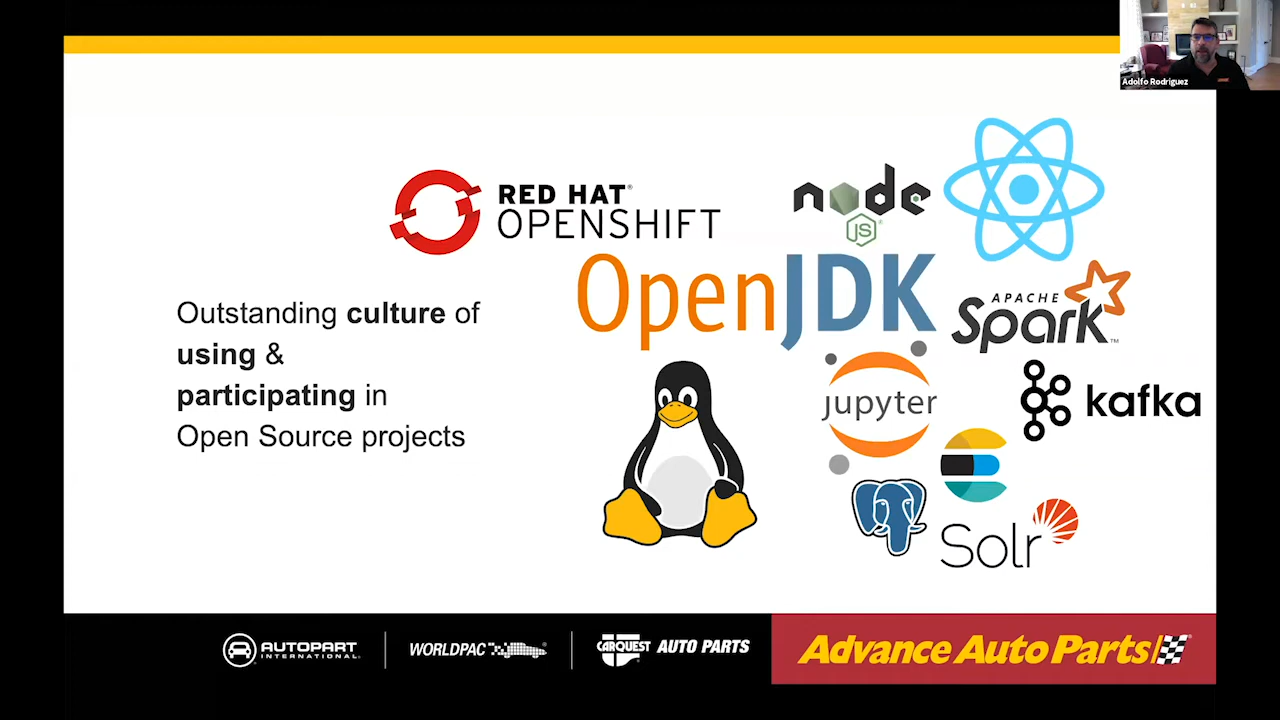 Adolfo Rodriguez
RED HAT®
OPENSHIFT
node
JS®
OpenJDK
APACHE
Spark™
Outstanding culture of
using &
participating in
Open Source projects
jupyter
kafka
Solr
AUTOPART
INTERNATIONAL®
WORLDPAC®
CARQUEST AUTO PARTS
Advance Auto Parts®